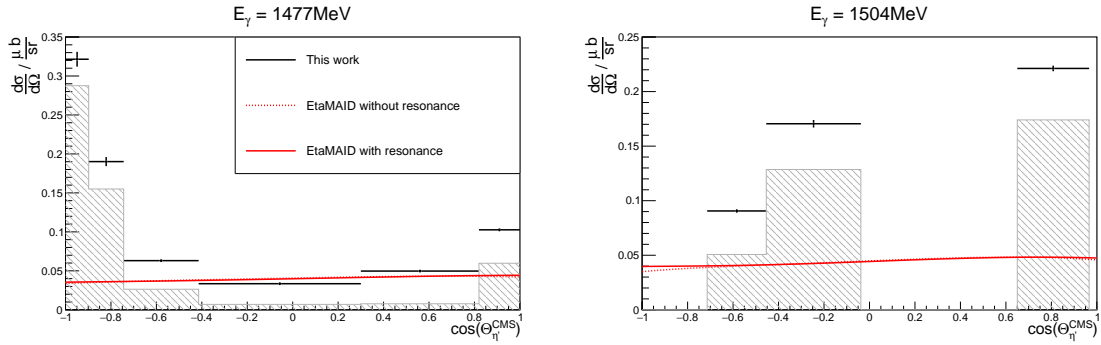 E_γ = 1477MeV
dσ/dΩ / μb/sr
0.35
0.3
0.25
0.2
0.15
0.1
0.05
0
This work
EtaMAID without resonance
EtaMAID with resonance
−1 −0.8 −0.6 −0.4 −0.2 0 0.2 0.4 0.6 0.8 1
cos(Θ_η'^CMS)
E_γ = 1504MeV
dσ/dΩ / μb/sr
0.25
0.2
0.15
0.1
0.05
0
−1 −0.8 −0.6 −0.4 −0.2 0 0.2 0.4 0.6 0.8 1
cos(Θ_η'^CMS)